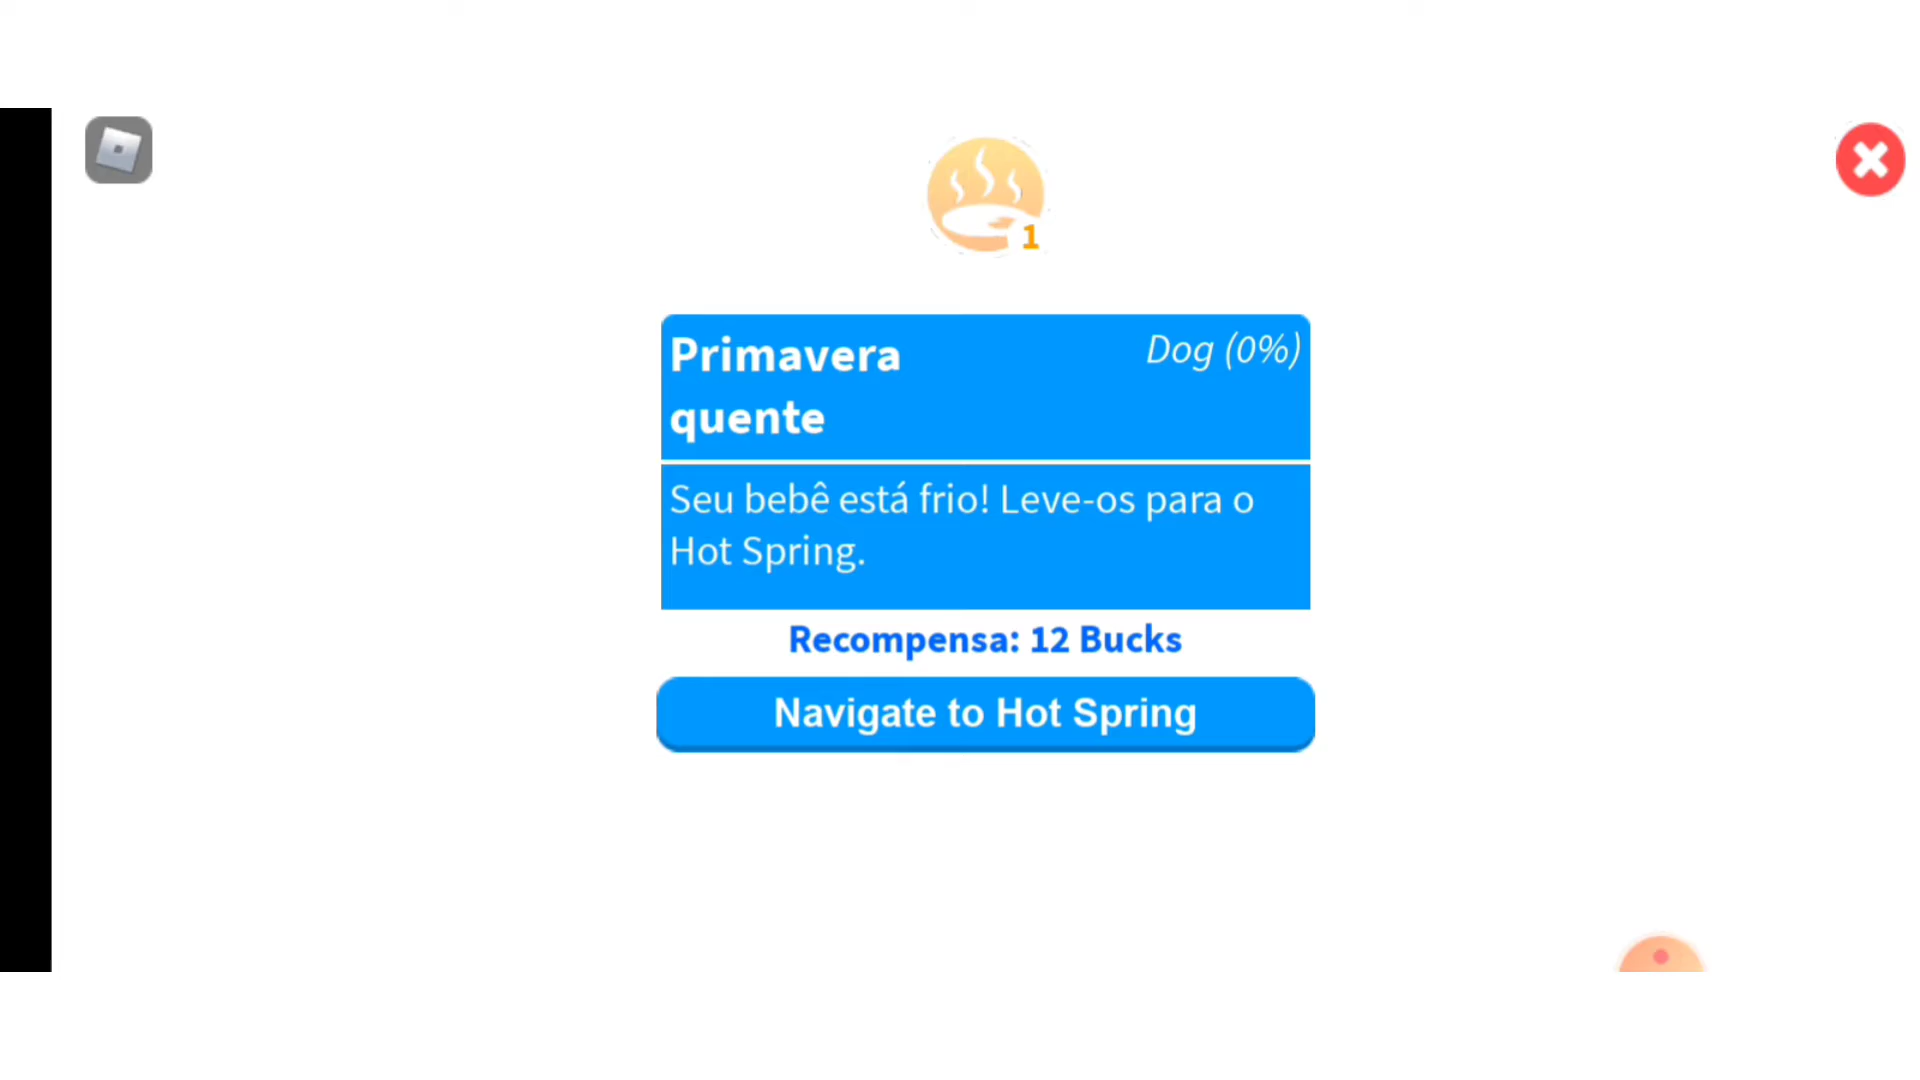 1
Primavera
quente
Dog (0%)
Seu bebê está frio! Leve-os para o
Hot Spring.
Recompensa: 12 Bucks
Navigate to Hot Spring